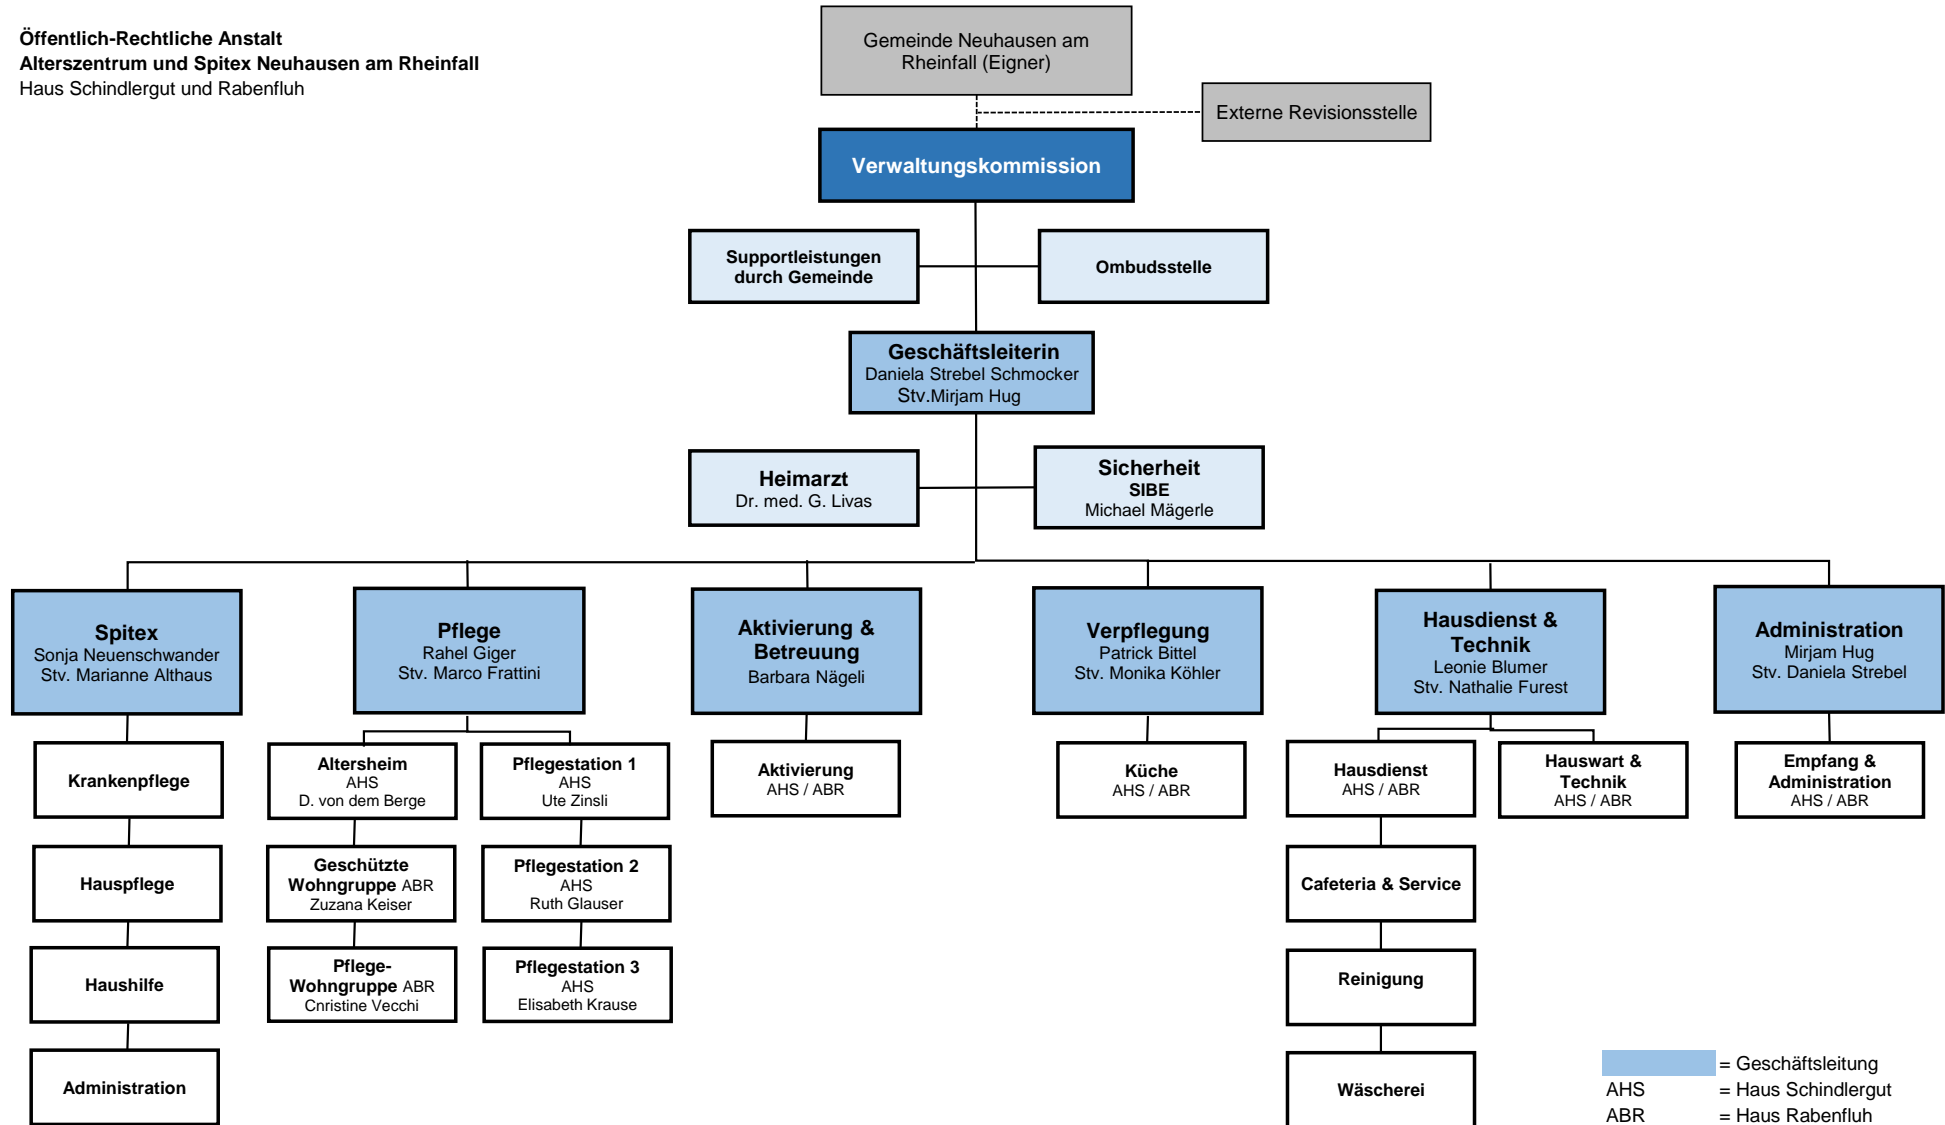 Öffentlich-Rechtliche Anstalt
Alterszentrum und Spitex Neuhausen am Rheinfall
Haus Schindlergut und Rabenfluh
Gemeinde Neuhausen am
Rheinfall (Eigner)
Externe Revisionsstelle
Verwaltungskommission
Supportleistungen
durch Gemeinde
Ombudsstelle
Geschäftsleiterin
Daniela Strebel Schmocker
Stv.Mirjam Hug
Heimarzt
Dr. med. G. Livas
Sicherheit
SIBE
Michael Mägerle
Spitex
Sonja Neuenschwander
Stv. Marianne Althaus
Pflege
Rahel Giger
Stv. Marco Frattini
Aktivierung &
Betreuung
Barbara Nägeli
Verpflegung
Patrick Bittel
Stv. Monika Köhler
Hausdienst &
Technik
Leonie Blumer
Stv. Nathalie Furest
Administration
Mirjam Hug
Stv. Daniela Strebel
Krankenpflege
Hauspflege
Haushilfe
Administration
Altersheim
AHS
D. von dem Berge
Geschützte
Wohngruppe ABR
Zuzana Keiser
Pflege-
Wohngruppe ABR
Cnristine Vecchi
Pflegestation 1
AHS
Ute Zinsli
Pflegestation 2
AHS
Ruth Glauser
Pflegestation 3
AHS
Elisabeth Krause
Aktivierung
AHS / ABR
Küche
AHS / ABR
Hausdienst
AHS / ABR
Cafeteria & Service
Reinigung
Wäscherei
Hauswart &
Technik
AHS / ABR
Empfang &
Administration
AHS / ABR
= Geschäftsleitung
AHS = Haus Schindlergut
ABR = Haus Rabenfluh